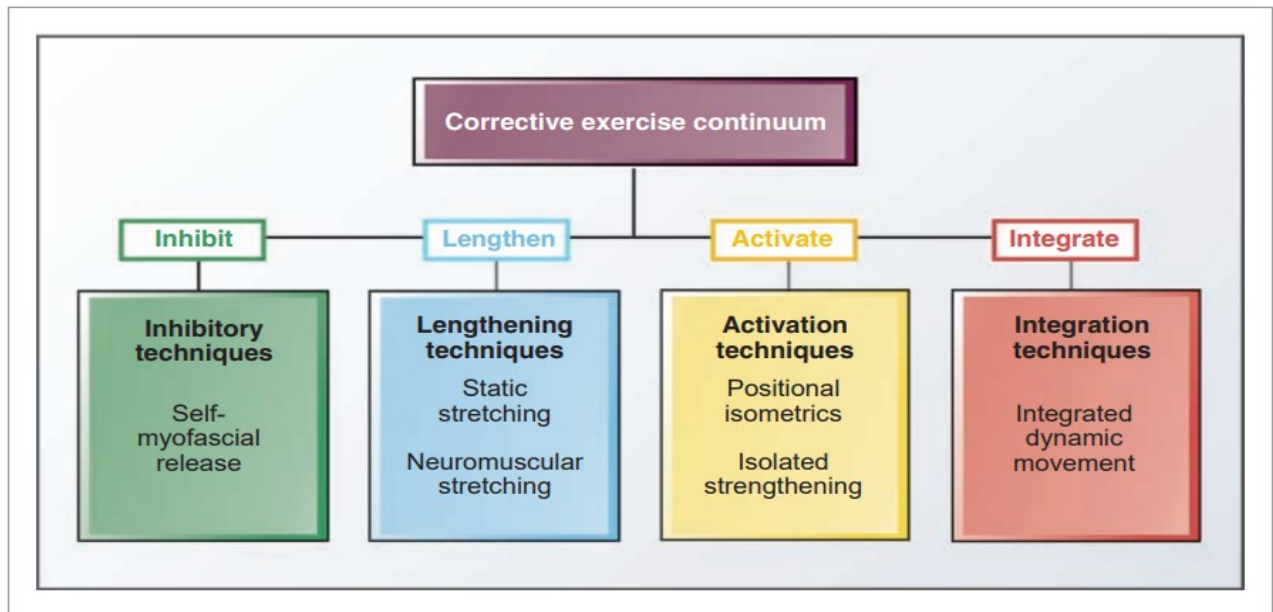 Corrective exercise continuum
Inhibit
Lengthen
Activate
Integrate
Inhibitory
techniques
Self-
myofascial
release
Lengthening
techniques
Static
stretching
Neuromuscular
stretching
Activation
techniques
Positional
isometrics
Isolated
strengthening
Integration
techniques
Integrated
dynamic
movement